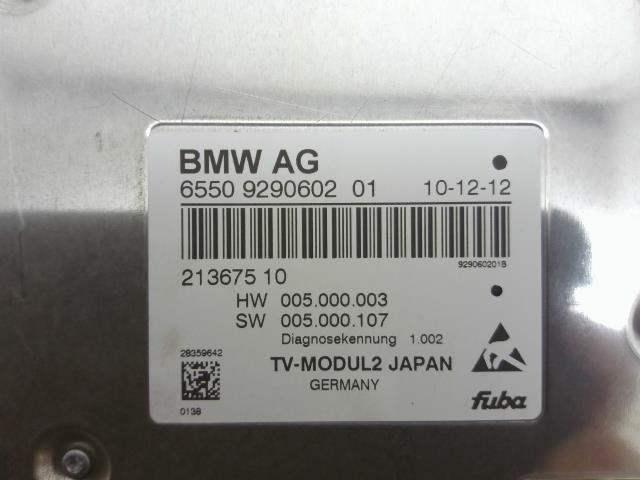 BMW AG
6550 9290602 01 10-12-12
929060201B
213675 10
HW 005.000.003
SW 005.000.107
Diagnosekennung 1.002
28359642
TV-MODUL2 JAPAN
GERMANY
0138
fuba